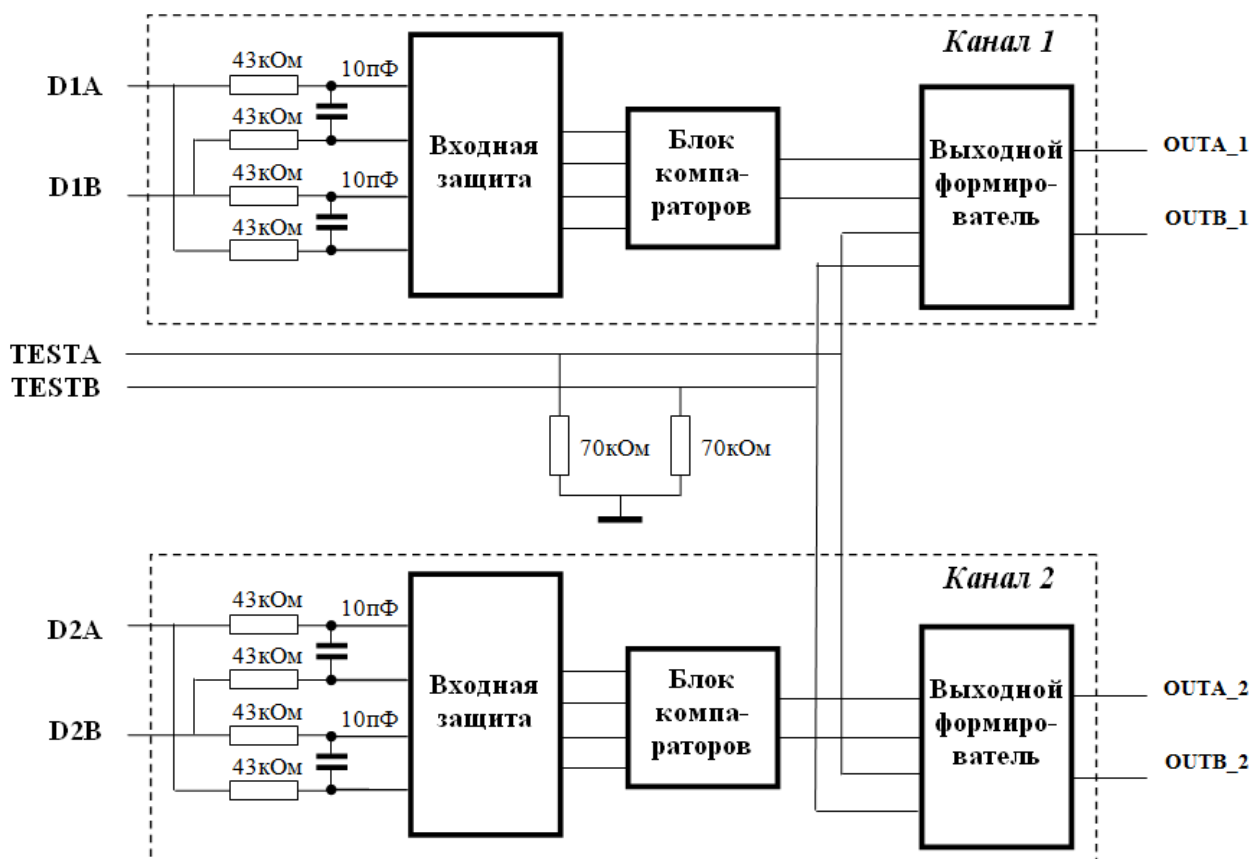 Канал 1
43кОм
10пФ
D1A
43кОм
43кОм
10пФ
D1B
43кОм
Входная
защита
Блок
компа-
раторов
Выходной
формиро-
ватель
OUTA_1
OUTB_1
TESTA
TESTB
70кОм
70кОм
Канал 2
43кОм
10пФ
D2A
43кОм
43кОм
10пФ
D2B
43кОм
Входная
защита
Блок
компа-
раторов
Выходной
формиро-
ватель
OUTA_2
OUTB_2